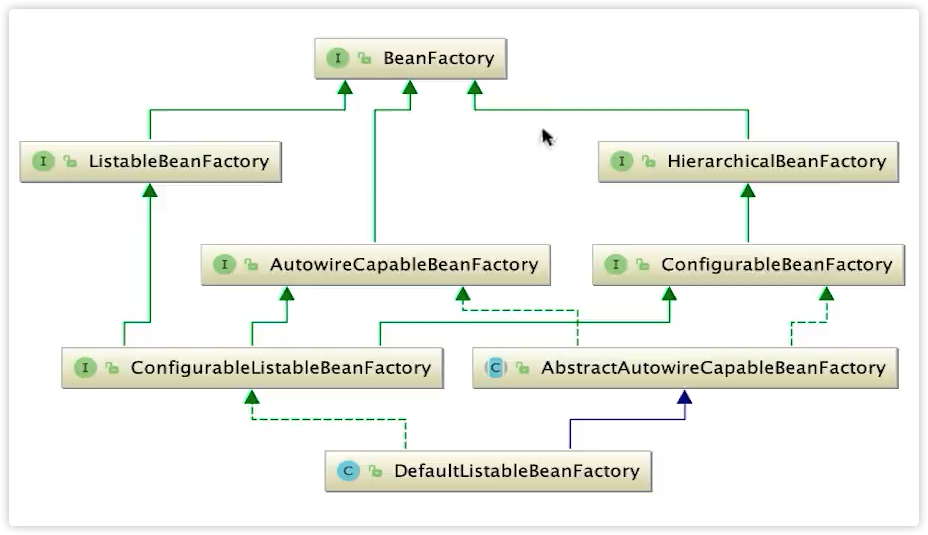 I BeanFactory
I ListableBeanFactory
I HierarchicalBeanFactory
I AutowireCapableBeanFactory
I ConfigurableBeanFactory
I ConfigurableListableBeanFactory
C AbstractAutowireCapableBeanFactory
C DefaultListableBeanFactory